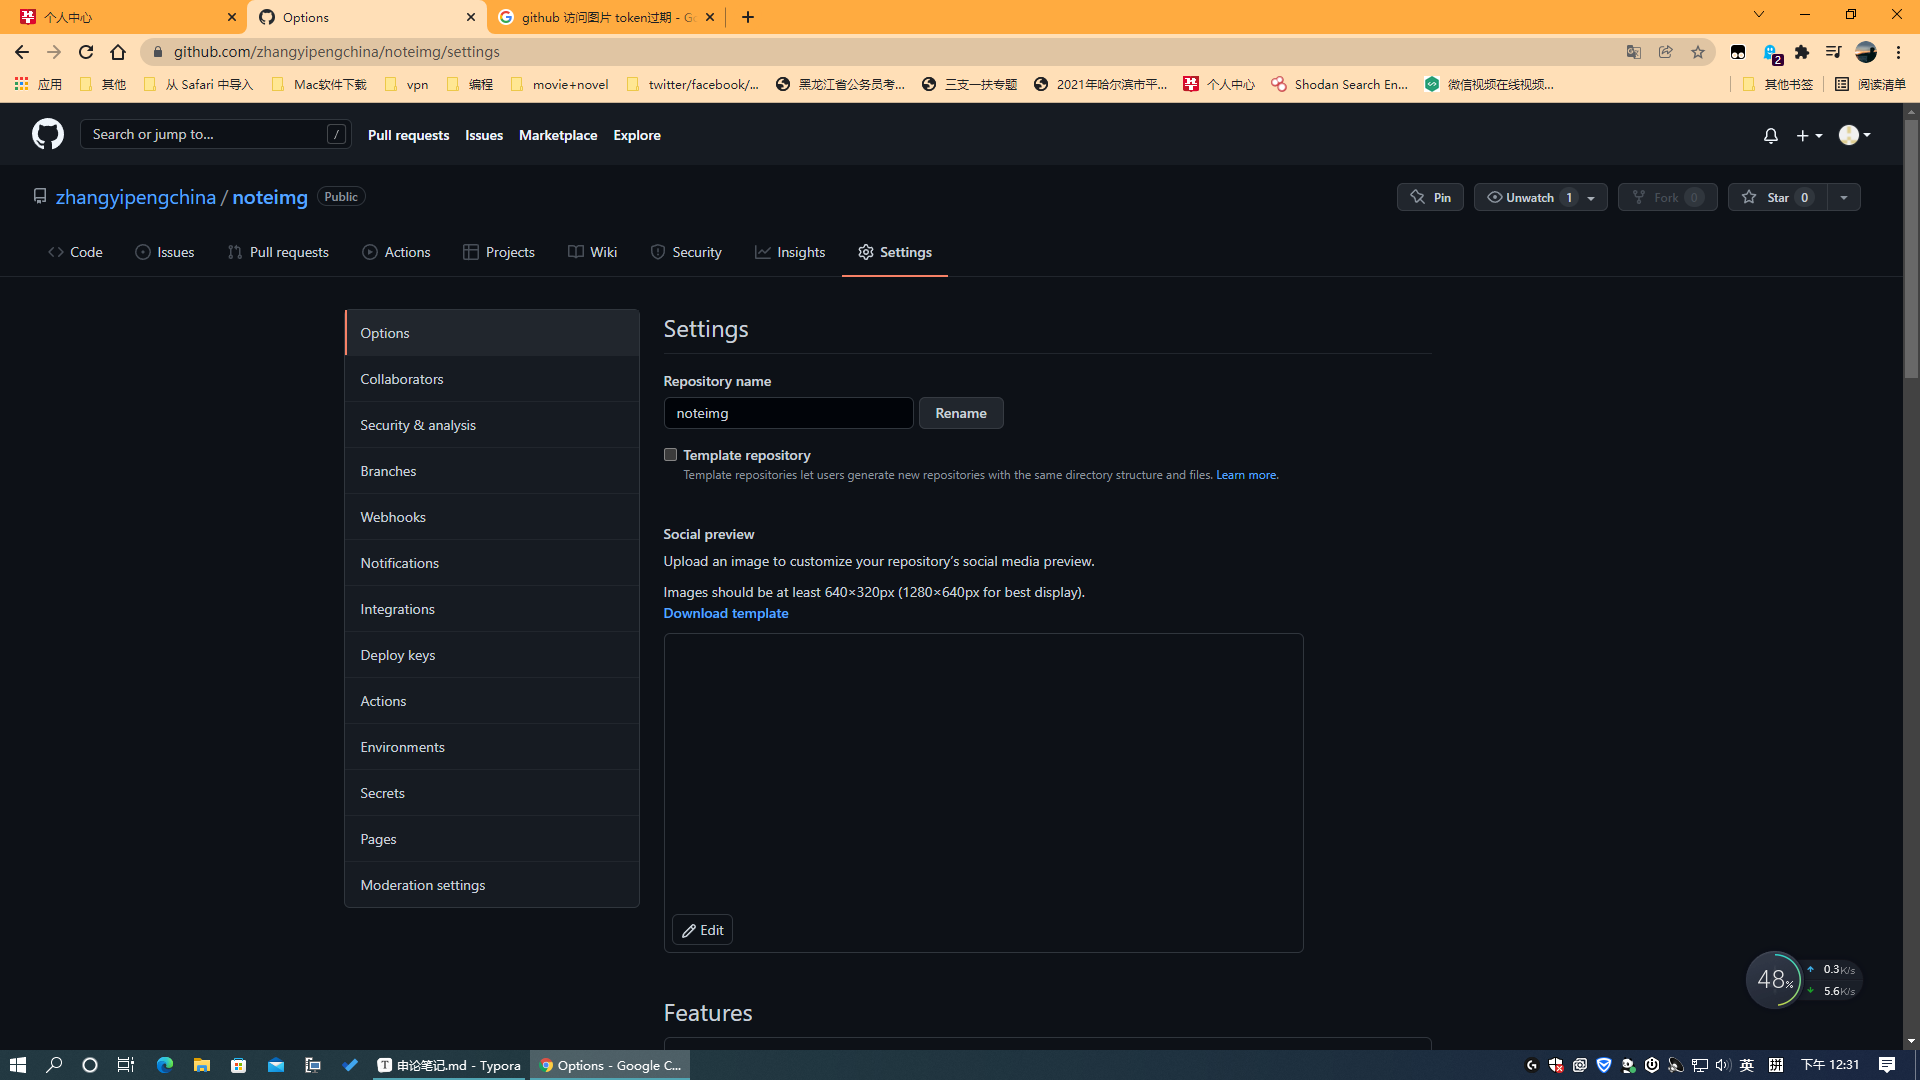 个人中心
Options
github 访问图片 token过期 - Go
github.com/zhangyipengchina/noteimg/settings
2
应用
其他
从 Safari 中导入
Mac软件下载
vpn
编程
movie+novel
twitter/facebook/...
黑龙江省公务员考...
三支一扶专题
2021年哈尔滨市平...
个人中心
Shodan Search En...
微信视频在线视频...
其他书签
阅读清单
Search or jump to...
/
Pull requests
Issues
Marketplace
Explore
zhangyipengchina / noteimg
Public
Pin
Unwatch 1
Fork 0
Star 0
Code
Issues
Pull requests
Actions
Projects
Wiki
Security
Insights
Settings
Options
Collaborators
Security & analysis
Branches
Webhooks
Notifications
Integrations
Deploy keys
Actions
Environments
Secrets
Pages
Moderation settings
Settings
Repository name
noteimg
Rename
Template repository
Template repositories let users generate new repositories with the same directory structure and files. Learn more.
Social preview
Upload an image to customize your repository’s social media preview.
Images should be at least 640×320px (1280×640px for best display).
Download template
Edit
Features
48%
0.3K/s
5.6K/s
申论笔记.md - Typora
Options - Google C...
英
拼
下午 12:31